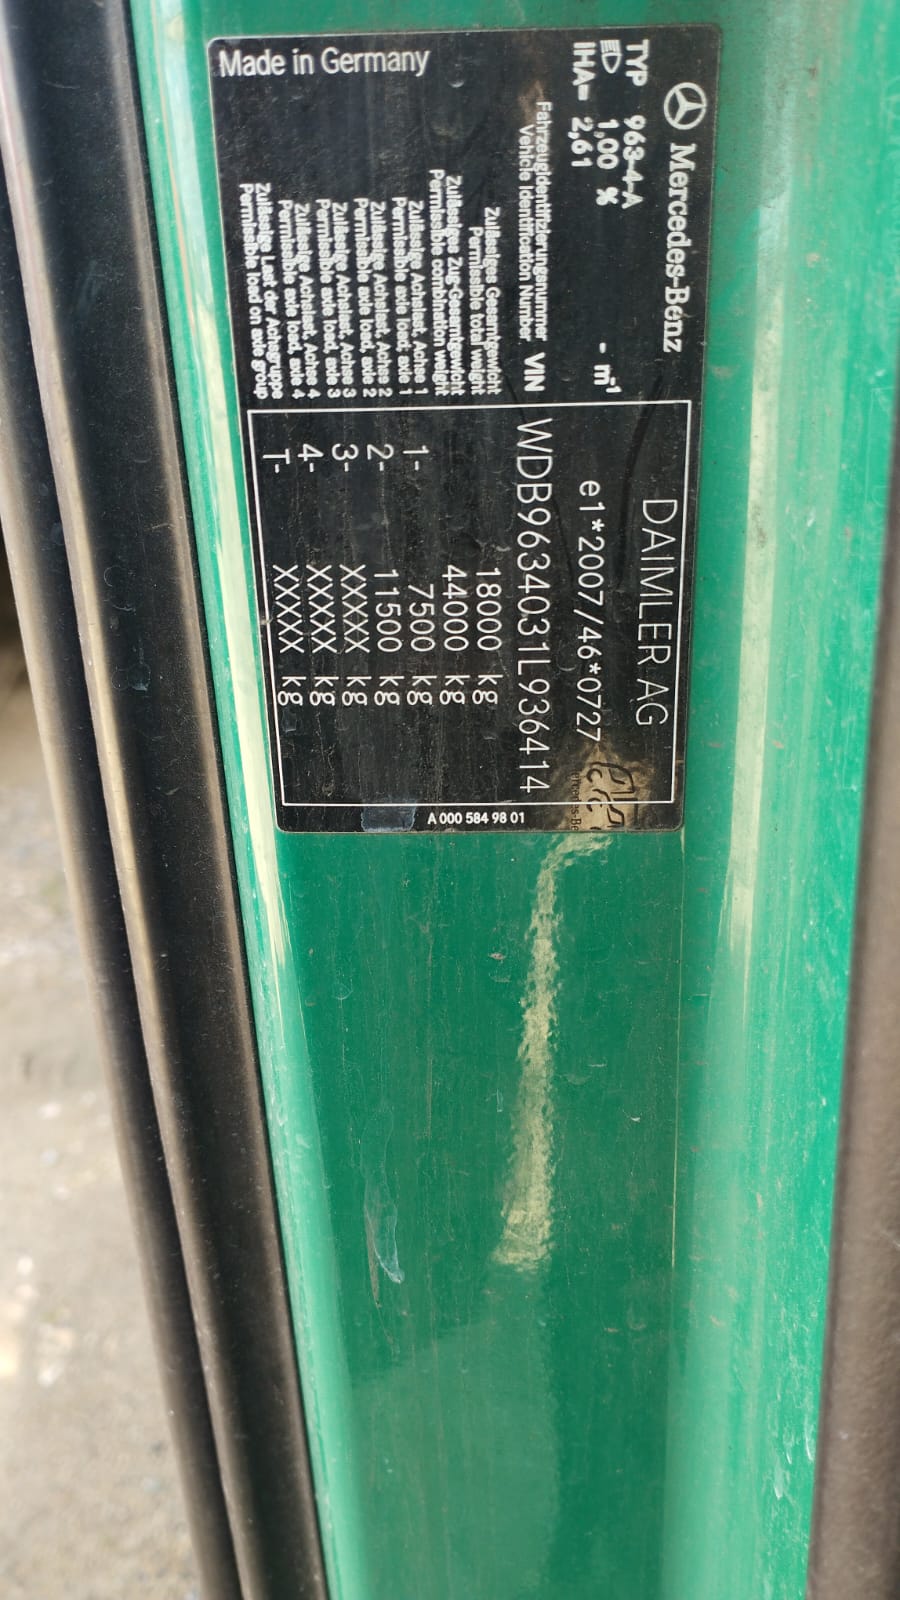 Mercedes-Benz
DAIMLER AG
TYP 963-4-A
1,00 % - m⁻¹
e1*2007/46*0727
IHA= 2,61
Fahrzeugidentifizierungsnummer
Vehicle Identification Number VIN WDB9634031L936414
Zulässiges Gesamtgewicht
Permissible total weight 18000 kg
Zulässiges Zug-Gesamtgewicht
Permissible combination weight 44000 kg
Zulässige Achslast, Achse 1
Permissible axle load, axle 1 1- 7500 kg
Zulässige Achslast, Achse 2
Permissible axle load, axle 2 2- 11500 kg
Zulässige Achslast, Achse 3
Permissible axle load, axle 3 3- XXXXX kg
Zulässige Achslast, Achse 4
Permissible axle load, axle 4 4- XXXXX kg
Zulässige Last der Achsgruppe
Permissible load on axle group T- XXXXX kg
Made in Germany
A 000 584 98 01